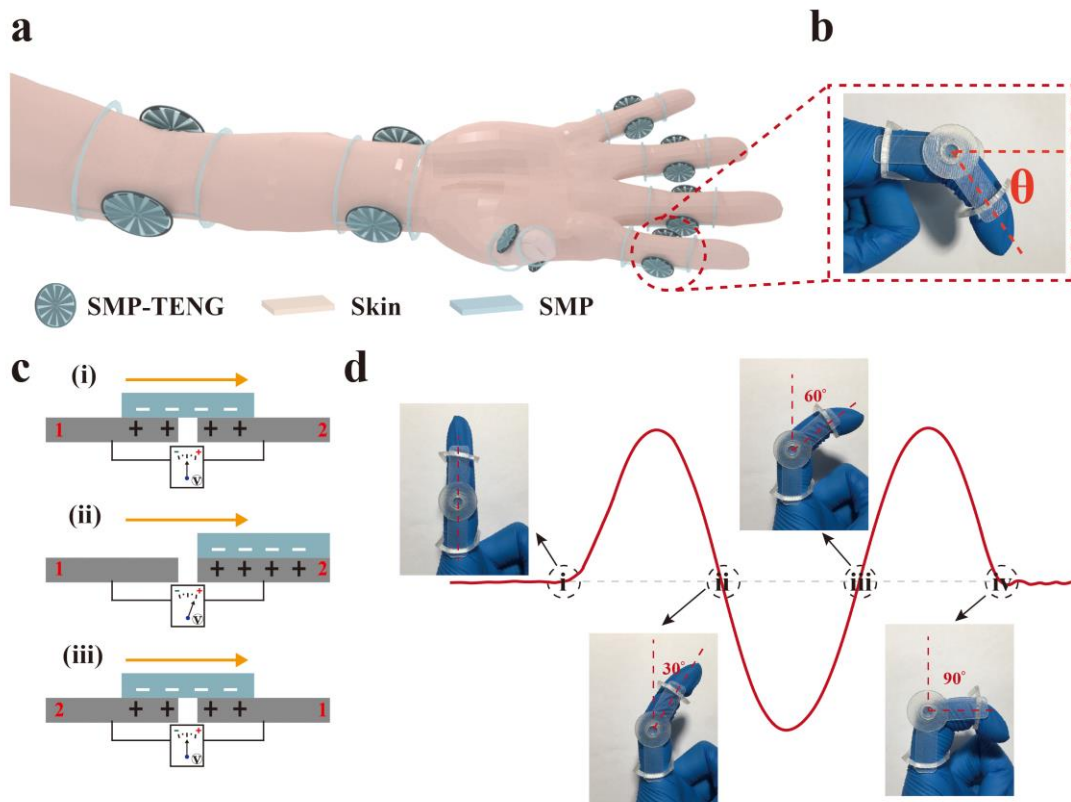 a
b
θ
SMP-TENG
Skin
SMP
c
(i)
1
2
- +
V
(ii)
1
2
- +
V
(iii)
2
1
- +
V
d
60°
i
ii
iii
iv
30°
90°